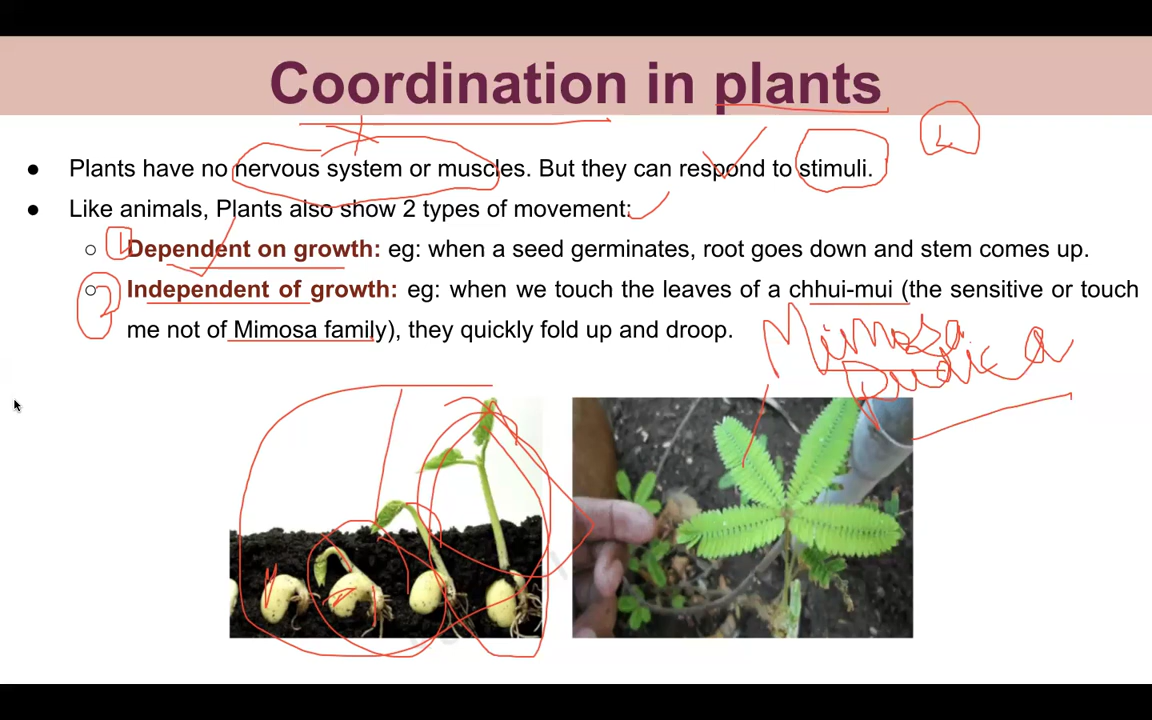 Coordination in plants
● Plants have no nervous system or muscles. But they can respond to stimuli.
● Like animals, Plants also show 2 types of movement:
○ 1 Dependent on growth: eg: when a seed germinates, root goes down and stem comes up.
○ 2 Independent of growth: eg: when we touch the leaves of a chhui-mui (the sensitive or touch
me not of Mimosa family), they quickly fold up and droop.
Mimosa
pudica